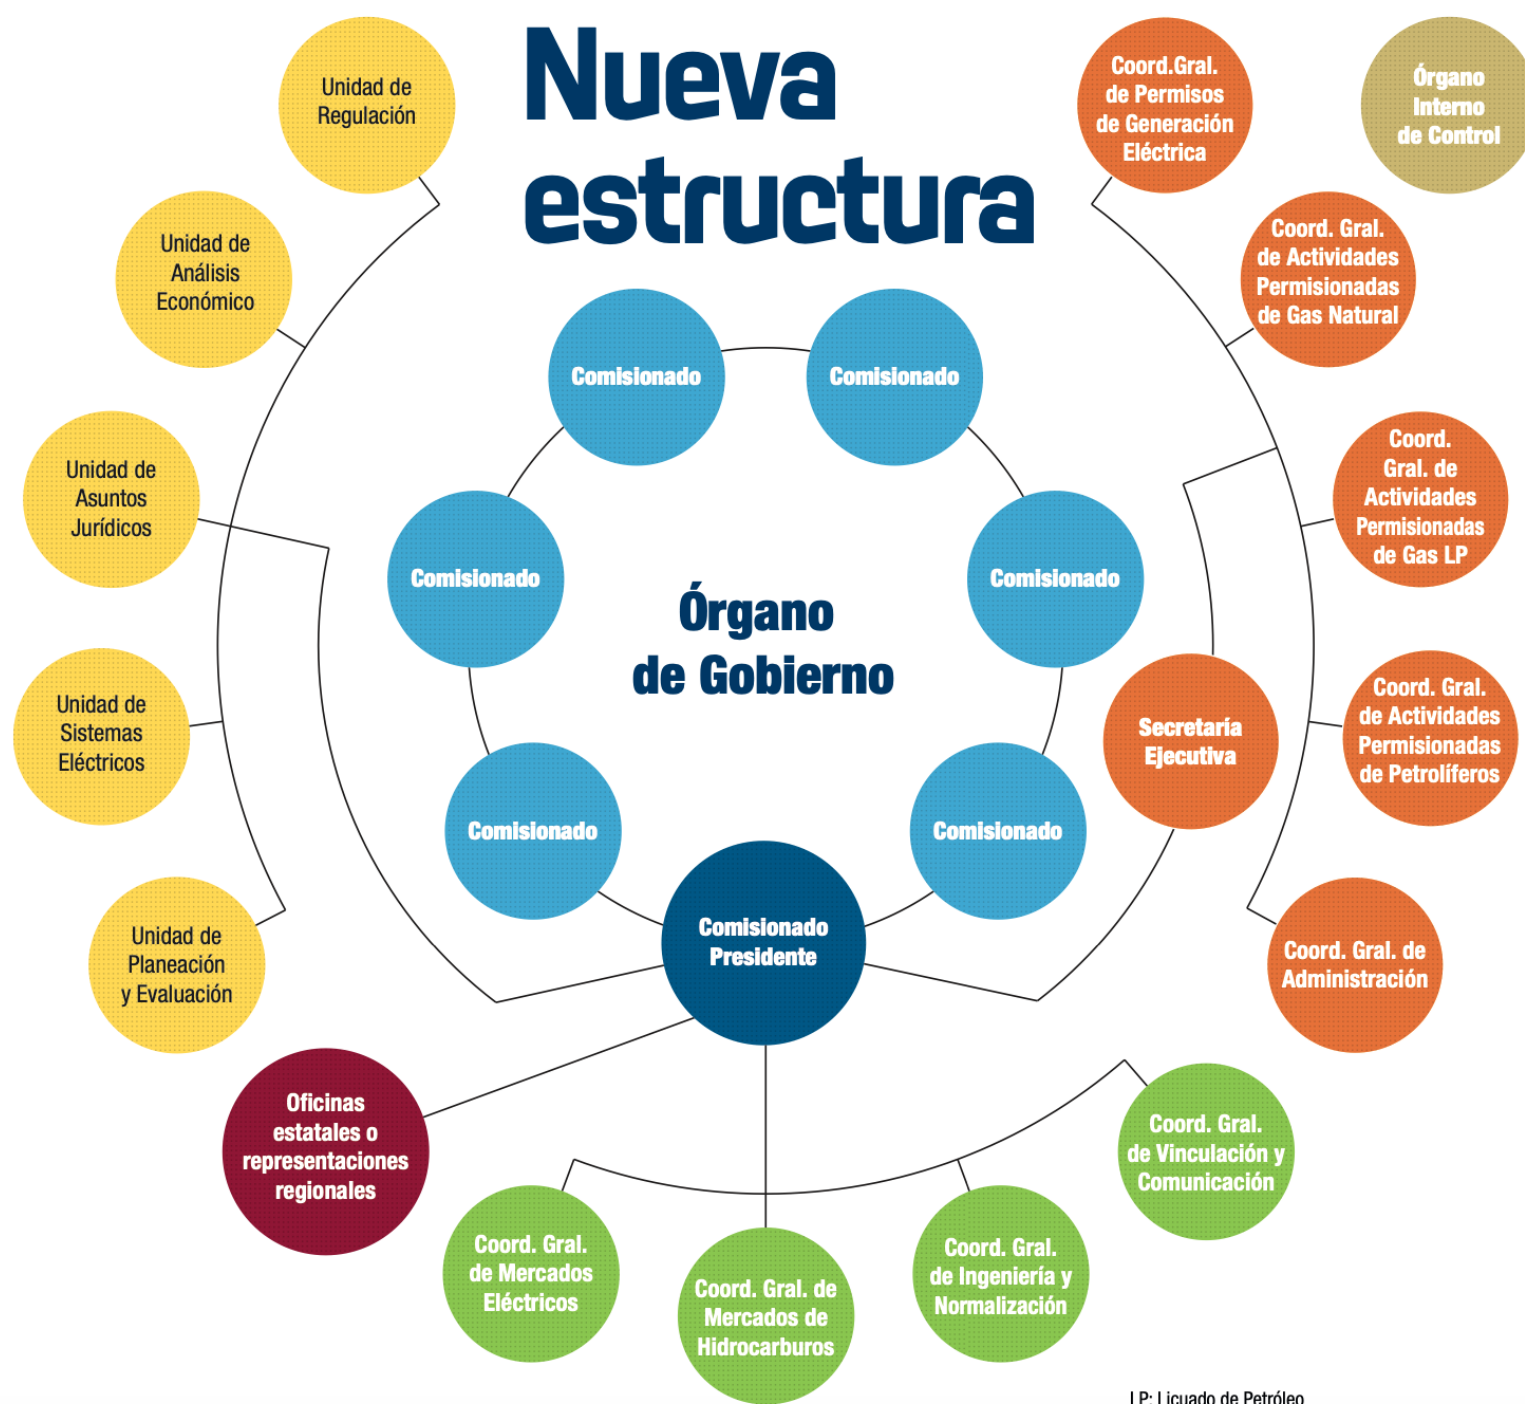 Nueva
estructura
Unidad de
Regulación
Unidad de
Análisis
Económico
Unidad de
Asuntos
Jurídicos
Unidad de
Sistemas
Eléctricos
Unidad de
Planeación
y Evaluación
Oficinas
estatales o
representaciones
regionales
Comisionado
Comisionado
Comisionado
Comisionado
Órgano
de Gobierno
Comisionado
Comisionado
Comisionado
Presidente
Secretaría
Ejecutiva
Coord.Gral.
de Permisos
de Generación
Eléctrica
Órgano
Interno
de Control
Coord. Gral.
de Actividades
Permisionadas
de Gas Natural
Coord.
Gral. de
Actividades
Permisionadas
de Gas LP
Coord. Gral.
de Actividades
Permisionadas
de Petrolíferos
Coord. Gral. de
Administración
Coord. Gral.
de Mercados
Eléctricos
Coord. Gral. de
Mercados de
Hidrocarburos
Coord. Gral.
de Ingeniería y
Normalización
Coord. Gral.
de Vinculación y
Comunicación
LP: Licuado de Petróleo